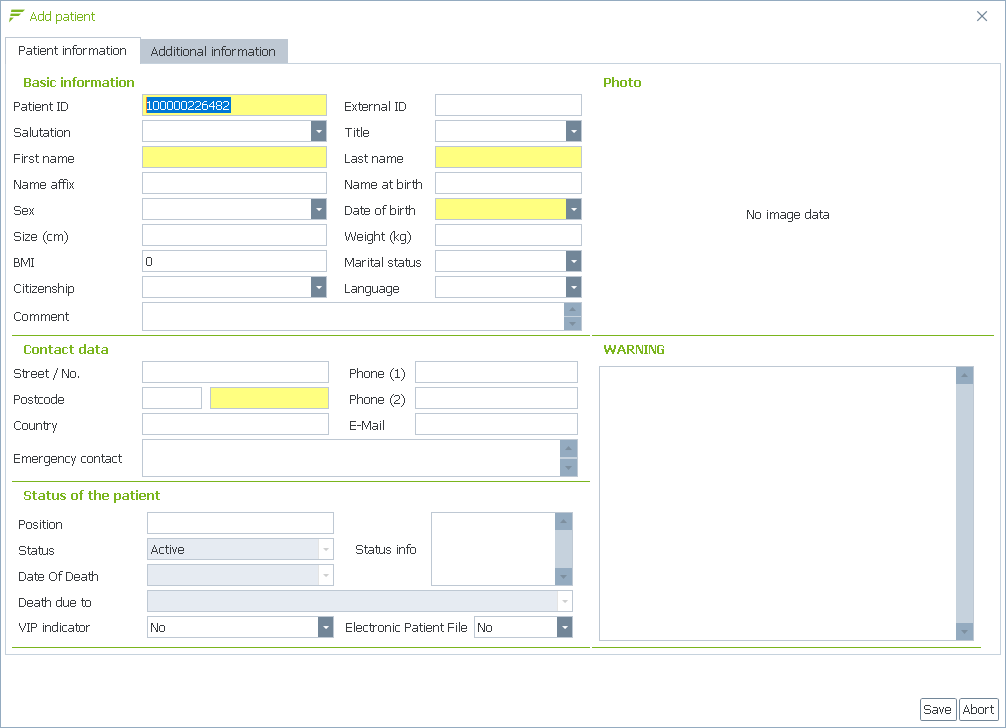 Add patient
Patient information Additional information
Basic information Photo
Patient ID 100000226482 External ID
Salutation Title
First name Last name
Name affix Name at birth
Sex Date of birth No image data
Size (cm) Weight (kg)
BMI 0 Marital status
Citizenship Language
Comment
Contact data WARNING
Street / No. Phone (1)
Postcode Phone (2)
Country E-Mail
Emergency contact
Status of the patient
Position
Status Active Status info
Date Of Death
Death due to
VIP indicator No Electronic Patient File No
Save Abort